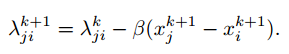 λ_{ji}^{k+1} = λ_{ji}^{k} − β(x_j^{k+1} − x_i^{k+1}).